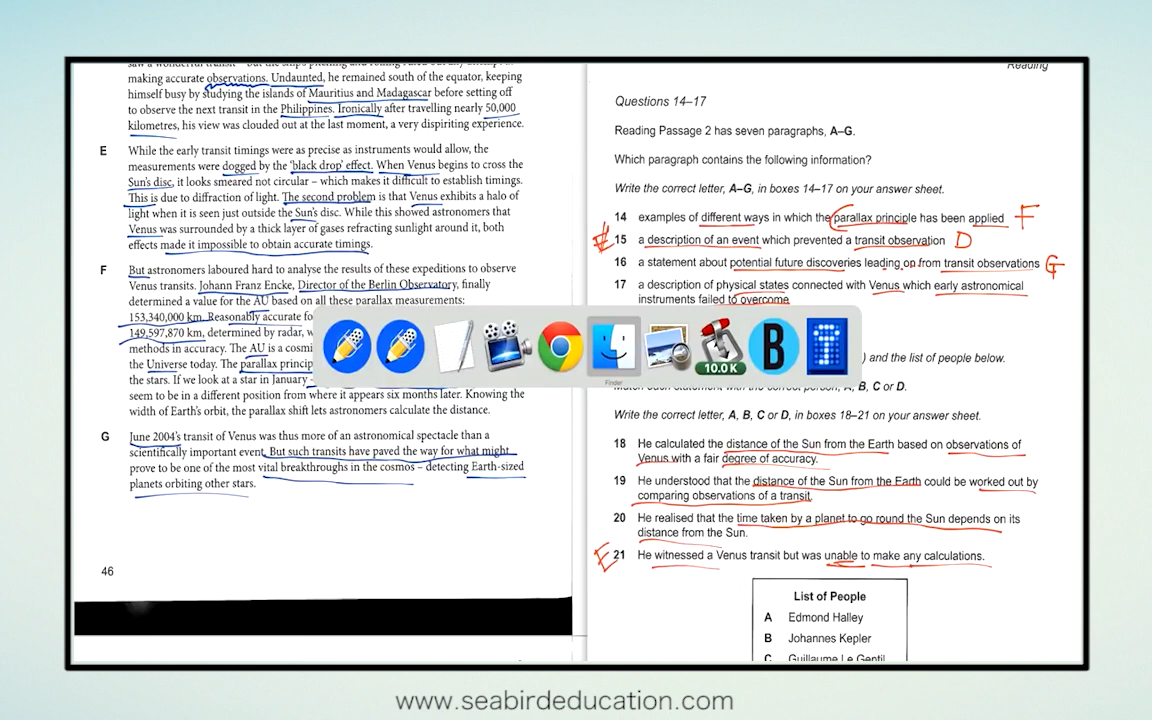 making accurate observations. Undaunted, he remained south of the equator, keeping
himself busy by studying the islands of Mauritius and Madagascar before setting off
to observe the next transit in the Philippines. Ironically after travelling nearly 50,000
kilometres, his view was clouded out at the last moment, a very dispiriting experience.
E While the early transit timings were as precise as instruments would allow, the
measurements were dogged by the 'black drop' effect. When Venus begins to cross the
Sun's disc, it looks smeared not circular – which makes it difficult to establish timings.
This is due to diffraction of light. The second problem is that Venus exhibits a halo of
light when it is seen just outside the Sun's disc. While this showed astronomers that
Venus was surrounded by a thick layer of gases refracting sunlight around it, both
effects made it impossible to obtain accurate timings.
F But astronomers laboured hard to analyse the results of these expeditions to observe
Venus transits. Johann Franz Encke, Director of the Berlin Observatory, finally
determined a value for the AU based on all these parallax measurements:
153,340,000 km. Reasonably accurate fo
149,597,870 km, determined by radar, w
methods in accuracy. The AU is a cosmi
the Universe today. The parallax princip
the stars. If we look at a star in January –
seem to be in a different position from where it appears six months later. Knowing the
width of Earth's orbit, the parallax shift lets astronomers calculate the distance.
G June 2004's transit of Venus was thus more of an astronomical spectacle than a
scientifically important event. But such transits have paved the way for what might
prove to be one of the most vital breakthroughs in the cosmos – detecting Earth-sized
planets orbiting other stars.
46
Reading
Questions 14–17
Reading Passage 2 has seven paragraphs, A–G.
Which paragraph contains the following information?
Write the correct letter, A–G, in boxes 14–17 on your answer sheet.
14 examples of different ways in which the parallax principle has been applied F
15 a description of an event which prevented a transit observation D
16 a statement about potential future discoveries leading on from transit observations G
17 a description of physical states connected with Venus which early astronomical
instruments failed to overcome
) and the list of people below.
B, C or D.
Write the correct letter, A, B, C or D, in boxes 18–21 on your answer sheet.
18 He calculated the distance of the Sun from the Earth based on observations of
Venus with a fair degree of accuracy.
19 He understood that the distance of the Sun from the Earth could be worked out by
comparing observations of a transit.
20 He realised that the time taken by a planet to go round the Sun depends on its
distance from the Sun.
21 He witnessed a Venus transit but was unable to make any calculations.
List of People
A Edmond Halley
B Johannes Kepler
C Guillaume Le Gentil
10.0 K
B
T
Finder
www.seabirdeducation.com